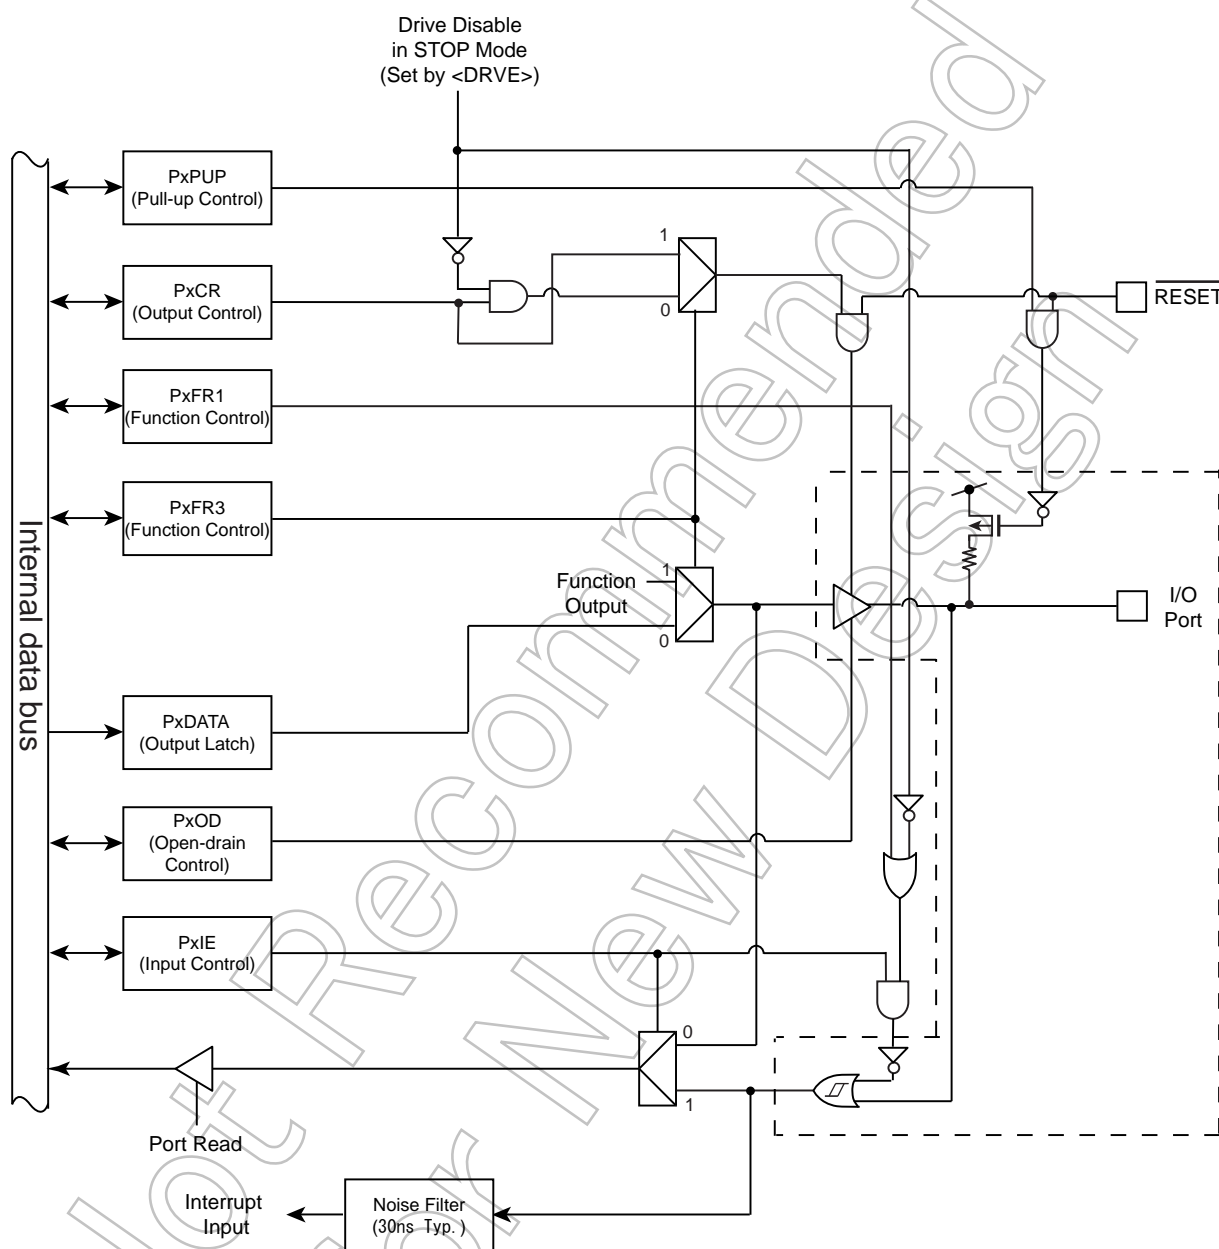 Drive Disable
in STOP Mode
(Set by <DRVE>)
PxPUP
(Pull-up Control)
1
PxCR
(Output Control)
0
RESET
PxFR1
(Function Control)
PxFR3
(Function Control)
Internal data bus
Function
Output
1
0
I/O
Port
PxDATA
(Output Latch)
PxOD
(Open-drain
Control)
PxIE
(Input Control)
0
1
Port Read
Interrupt
Input
Noise Filter
(30ns Typ.)
Not Recommended
for New Design